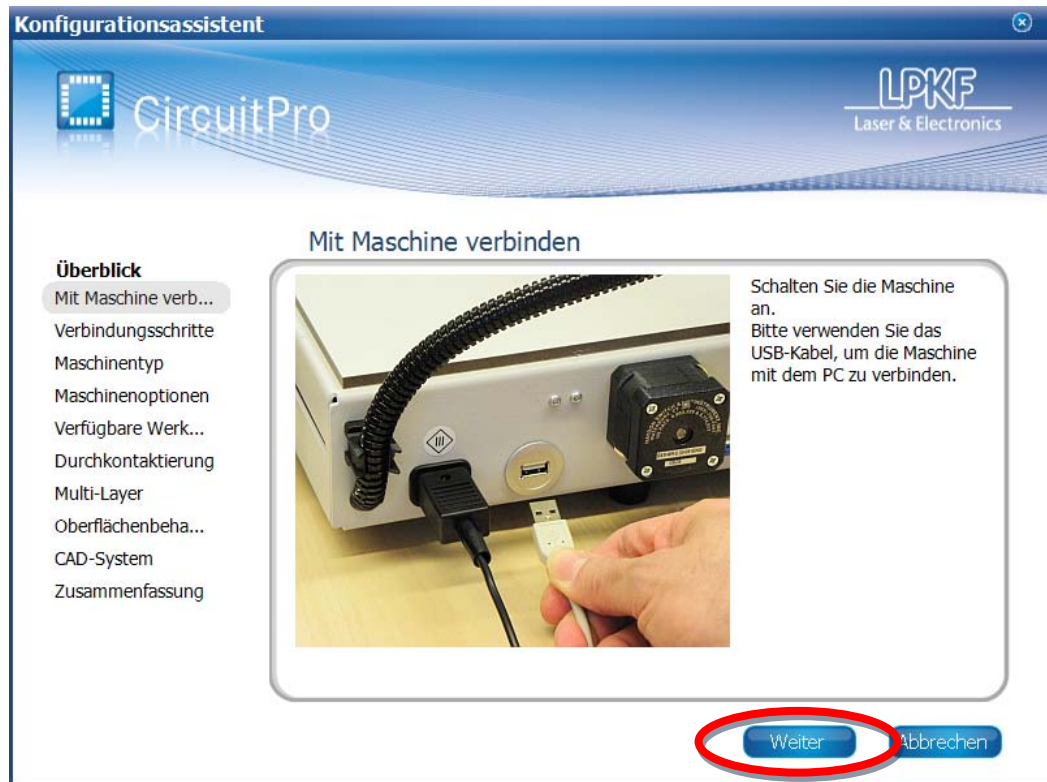 Konfigurationsassistent
CircuitPro
LPKF
Laser & Electronics
Mit Maschine verbinden
Überblick
Mit Maschine verb...
Verbindungsschritte
Maschinentyp
Maschinenoptionen
Verfügbare Werk...
Durchkontaktierung
Multi-Layer
Oberflächenbeha...
CAD-System
Zusammenfassung
Schalten Sie die Maschine
an.
Bitte verwenden Sie das
USB-Kabel, um die Maschine
mit dem PC zu verbinden.
Weiter
Abbrechen